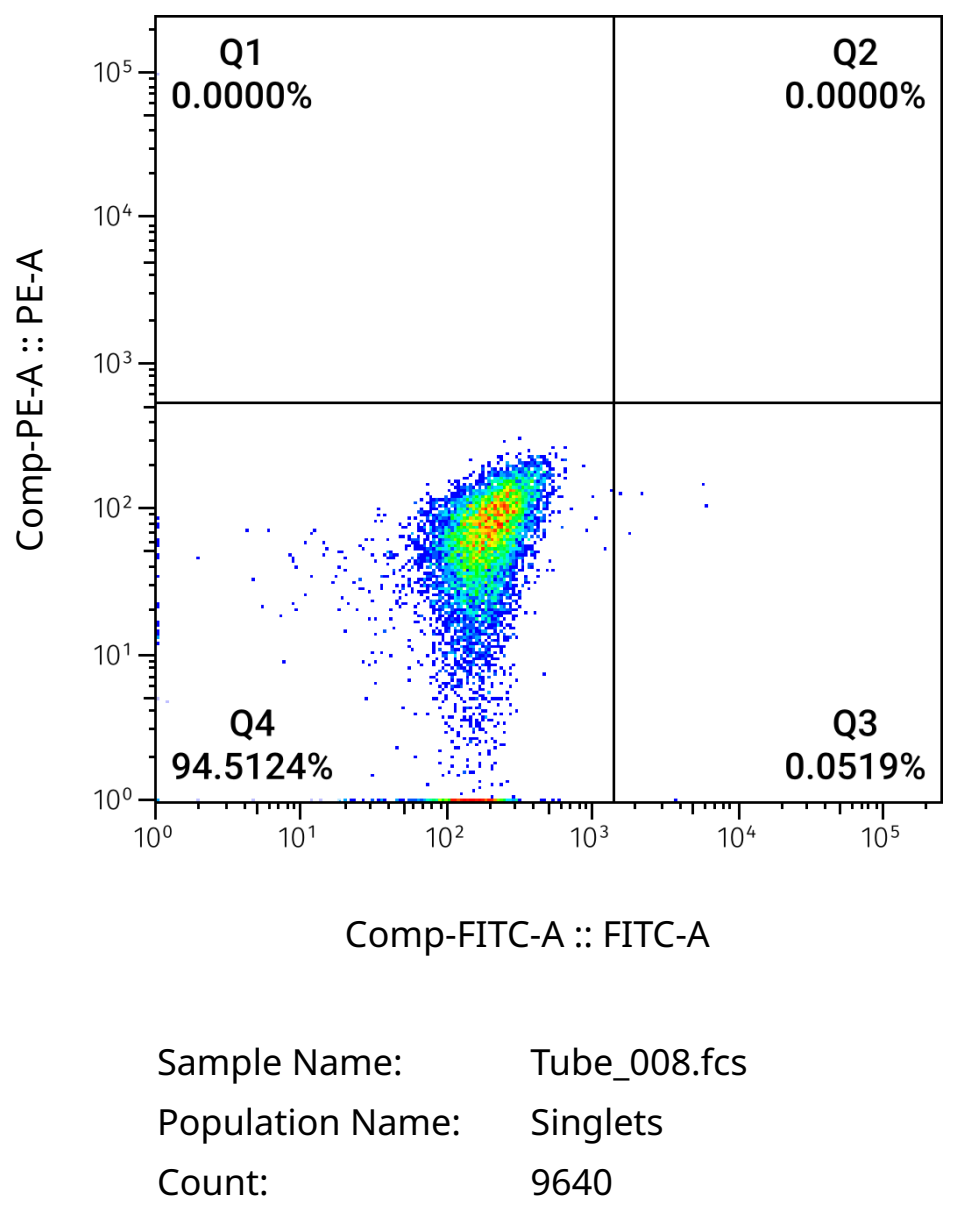 Q1
0.0000%
Q2
0.0000%
10⁵
10⁴
10³
10²
10¹
10⁰
Comp-PE-A :: PE-A
Q4
94.5124%
Q3
0.0519%
10⁰ 10¹ 10² 10³ 10⁴ 10⁵
Comp-FITC-A :: FITC-A
Sample Name: Tube_008.fcs
Population Name: Singlets
Count: 9640